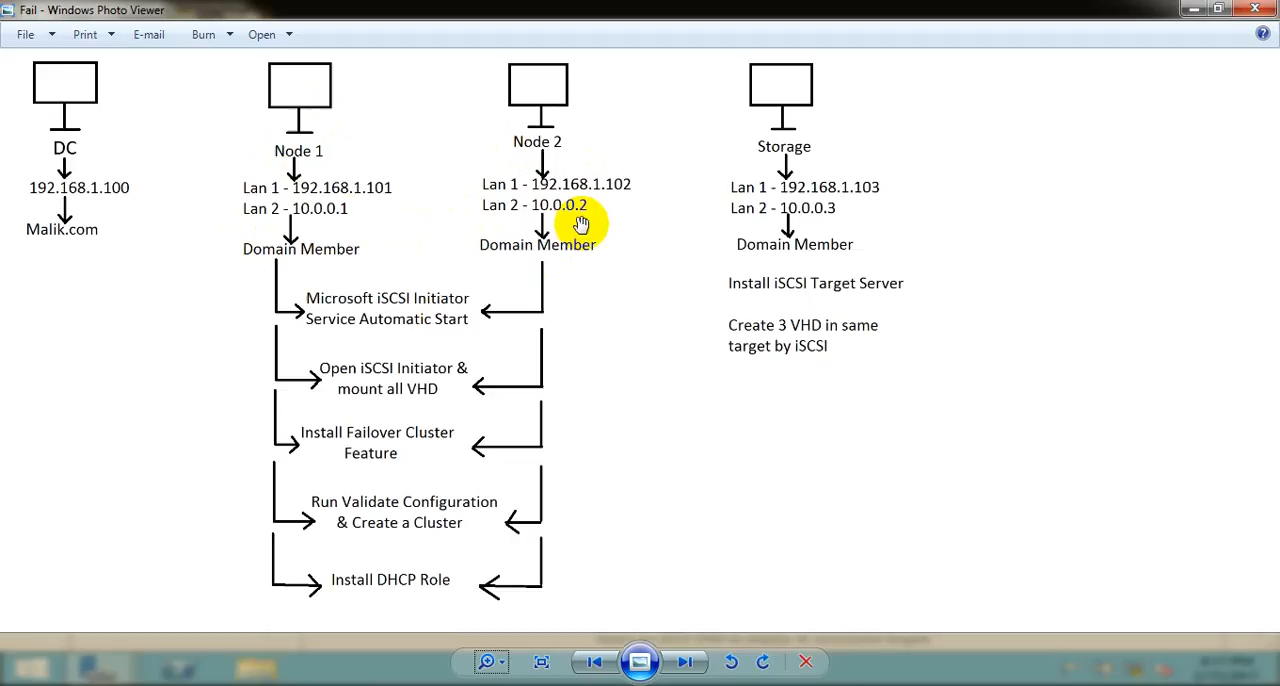 Fail - Windows Photo Viewer
File
Print
E-mail
Burn
Open
DC
192.168.1.100
Malik.com
Node 1
Lan 1 - 192.168.1.101
Lan 2 - 10.0.0.1
Domain Member
Node 2
Lan 1 - 192.168.1.102
Lan 2 - 10.0.0.2
Domain Member
Storage
Lan 1 - 192.168.1.103
Lan 2 - 10.0.0.3
Domain Member
Install iSCSI Target Server
Create 3 VHD in same
target by iSCSI
Microsoft iSCSI Initiator
Service Automatic Start
Open iSCSI Initiator &
mount all VHD
Install Failover Cluster
Feature
Run Validate Configuration
& Create a Cluster
Install DHCP Role